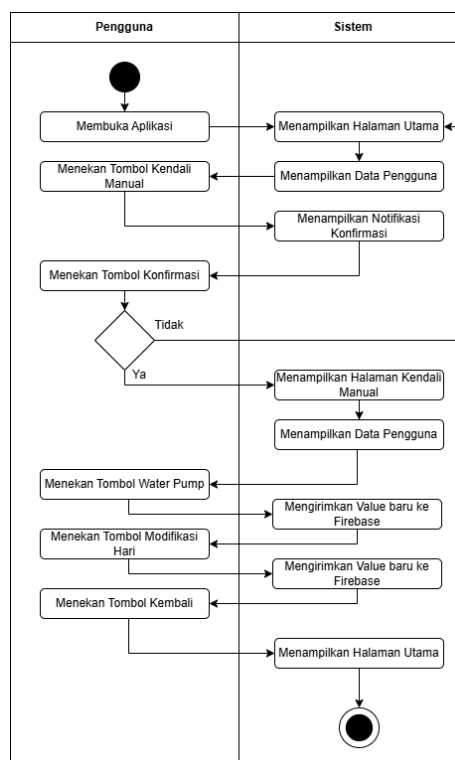 Pengguna
Sistem
Membuka Aplikasi
Menampilkan Halaman Utama
Menekan Tombol Kendali
Manual
Menampilkan Data Pengguna
Menampilkan Notifikasi
Konfirmasi
Menekan Tombol Konfirmasi
Tidak
Ya
Menampilkan Halaman Kendali
Manual
Menampilkan Data Pengguna
Menekan Tombol Water Pump
Mengirimkan Value baru ke
Firebase
Menekan Tombol Modifikasi
Hari
Mengirimkan Value baru ke
Firebase
Menekan Tombol Kembali
Menampilkan Halaman Utama